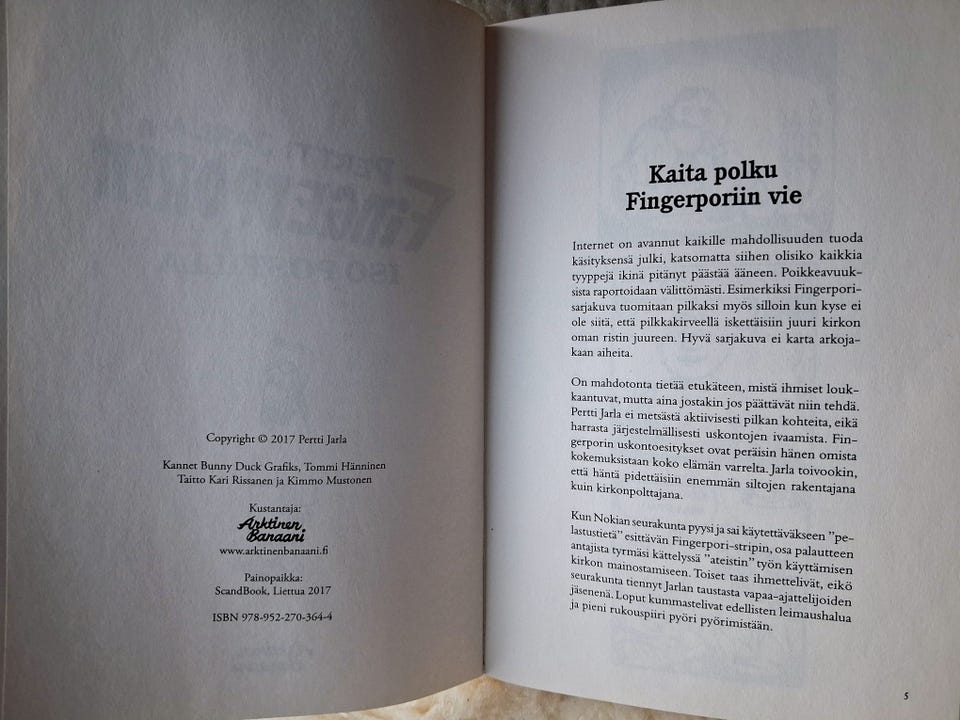 Copyright © 2017 Pertti Jarla
Kannet Bunny Duck Grafiks, Tommi Hänninen
Taitto Kari Rissanen ja Kimmo Mustonen
Kustantaja:
Arktinen
Banaani
www.arktinenbanaani.fi
Painopaikka:
ScandBook, Liettua 2017
ISBN 978-952-270-364-4
Kaita polku
Fingerporiin vie
Internet on avannut kaikille mahdollisuuden tuoda
käsityksensä julki, katsomatta siihen olisiko kaikkia
tyyppejä ikinä pitänyt päästää ääneen. Poikkeavuuk-
sista raportoidaan välittömästi. Esimerkiksi Fingerpori-
sarjakuva tuomitaan pilkaksi myös silloin kun kyse ei
ole siitä, että pilkkakirveellä iskettäisiin juuri kirkon
oman ristin juureen. Hyvä sarjakuva ei karta arkoja-
kaan aiheita.
On mahdotonta tietää etukäteen, mistä ihmiset louk-
kaantuvat, mutta aina jostakin jos päättävät niin tehdä.
Pertti Jarla ei metsästä aktiivisesti pilkan kohteita, eikä
harrasta järjestelmällisesti uskontojen ivaamista. Fin-
gerporin uskontoesitykset ovat peräisin hänen omista
kokemuksistaan koko elämän varrelta. Jarla toivookin,
että häntä pidettäisiin enemmän siltojen rakentajana
kuin kirkonpolttajana.
Kun Nokian seurakunta pyysi ja sai käytettäväkseen ”pe-
lastustietä” esittävän Fingerpori-stripin, osa palautteen
antajista tyrmäsi kättelyssä ”ateistin” työn käyttämisen
kirkon mainostamiseen. Toiset taas ihmettelivät, eikö
seurakunta tiennyt Jarlan taustasta vapaa-ajattelijoiden
jäsenenä. Loput kummastelivat edellisten leimaushalua
ja pieni rukouspiiri pyöri pyörimistään.
5